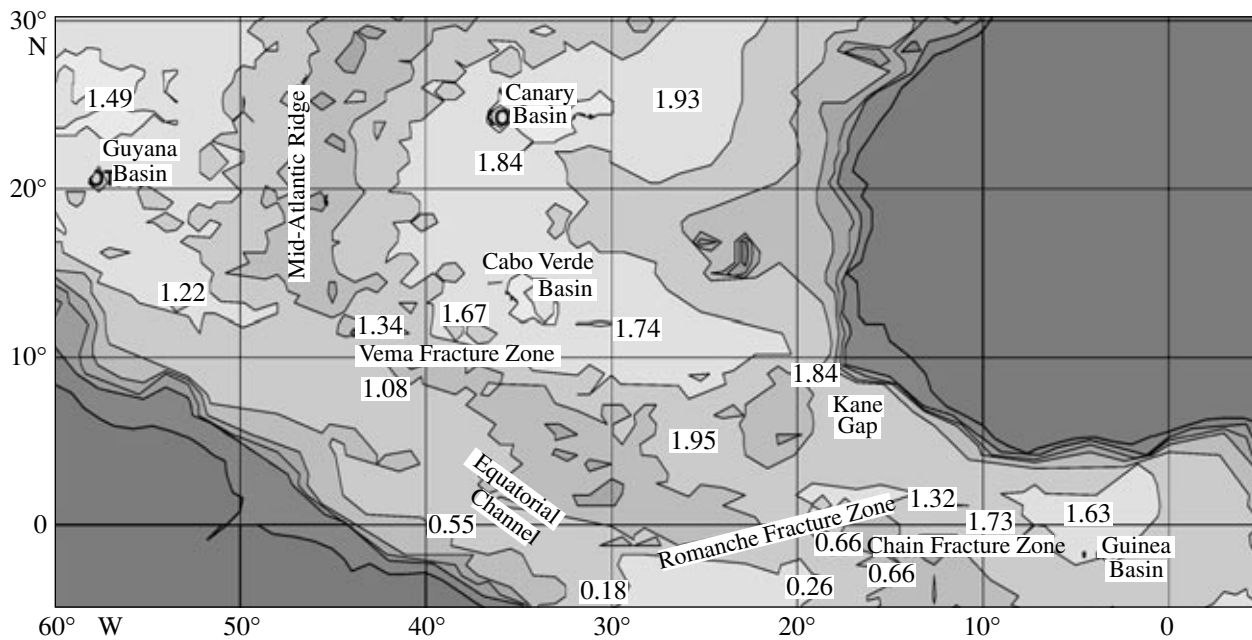 30°
N
1.49
Canary
Basin
1.93
Mid-Atlantic Ridge
Guyana
Basin
1.84
20°
Cabo Verde
Basin
1.22
1.34
1.67
1.74
10°
Vema Fracture Zone
1.08
1.84
Kane
Gap
1.95
Equatorial
Channel
0.55
0
Romanche Fracture Zone
1.32
1.73
1.63
0.66
Chain Fracture Zone
Guinea
Basin
0.66
0.18
0.26
60° W 50° 40° 30° 20° 10° 0